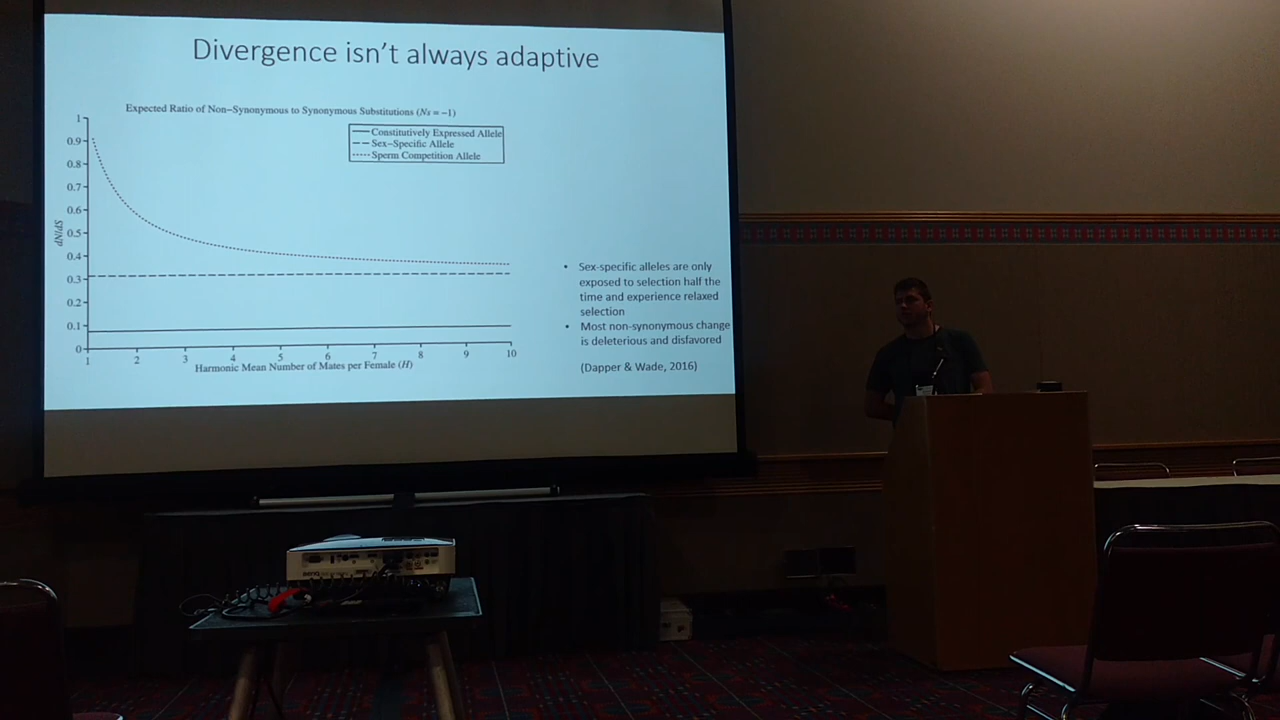 Divergence isn't always adaptive
Expected Ratio of Non-Synonymous to Synonymous Substitutions (Ns = -1)
Constitutively Expressed Allele
Sex-Specific Allele
Sperm Competition Allele
1
0.9
0.8
0.7
0.6
0.5
0.4
0.3
0.2
0.1
0
dN/dS
1 2 3 4 5 6 7 8 9 10
Harmonic Mean Number of Mates per Female (H)
• Sex-specific alleles are only
exposed to selection half the
time and experience relaxed
selection
• Most non-synonymous change
is deleterious and disfavored
(Dapper & Wade, 2016)
BENQ